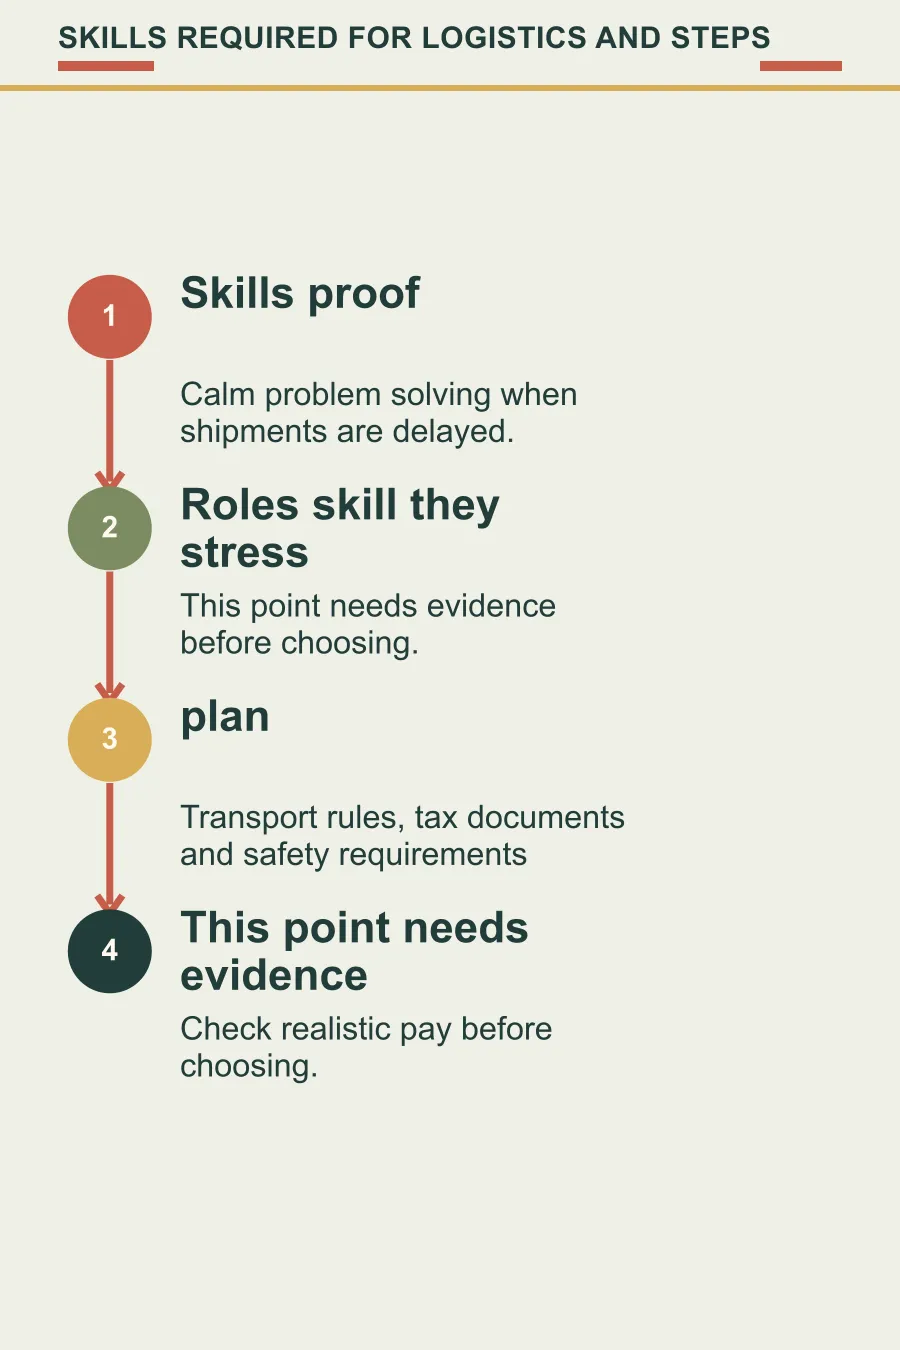 SKILLS REQUIRED FOR LOGISTICS AND STEPS
1
Skills proof
Calm problem solving when
shipments are delayed.
2
Roles skill they
stress
This point needs evidence
before choosing.
3
plan
Transport rules, tax documents
and safety requirements
4
This point needs
evidence
Check realistic pay before
choosing.